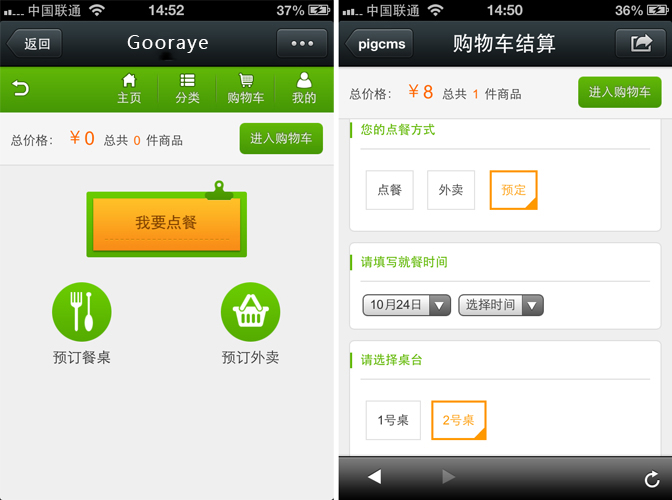 中国联通 14:52 37%
返回 Gooraye
主页 分类 购物车 我的
总价格: ￥0 总共 0 件商品 进入购物车
我要点餐
预订餐桌 预订外卖
中国联通 14:50 36%
pigcms 购物车结算
总价格: ￥8 总共 1 件商品 进入购物车
您的点餐方式
点餐 外卖 预定
请填写就餐时间
10月24日 选择时间
请选择桌台
1号桌 2号桌